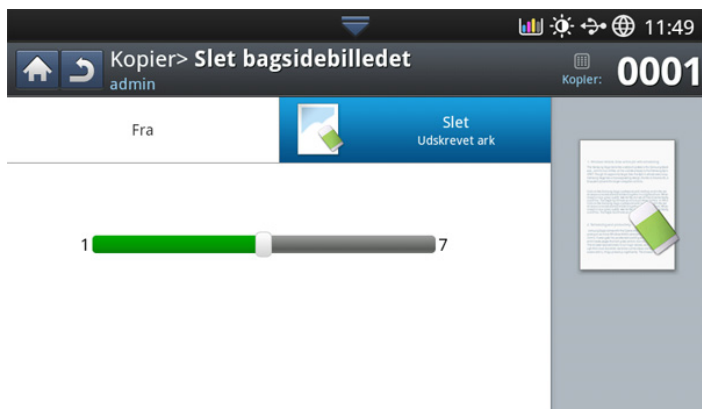 11:49
Kopier> Slet bagsidebilledet
admin
Kopier: 0001
Fra
Slet
Udskrevet ark
1 7